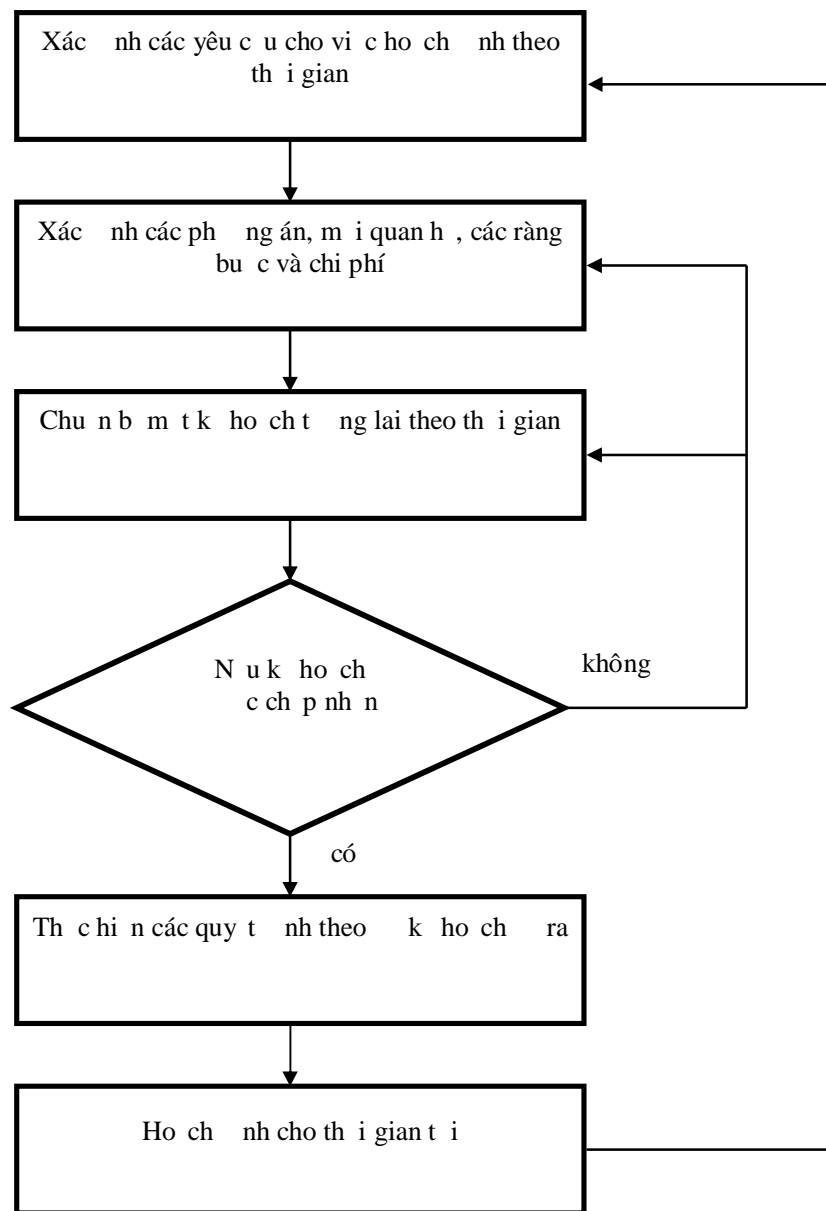 Xác nh các yêu c u cho vi c ho ch nh theo
th i gian
Xác nh các ph ng án, m i quan h , các ràng
bu c và chi phí
Chu n b m t k ho ch t ng lai theo th i gian
N u k ho ch
c ch p nh n
không
có
Th c hi n các quy t nh theo k ho ch ra
Ho ch nh cho th i gian t i